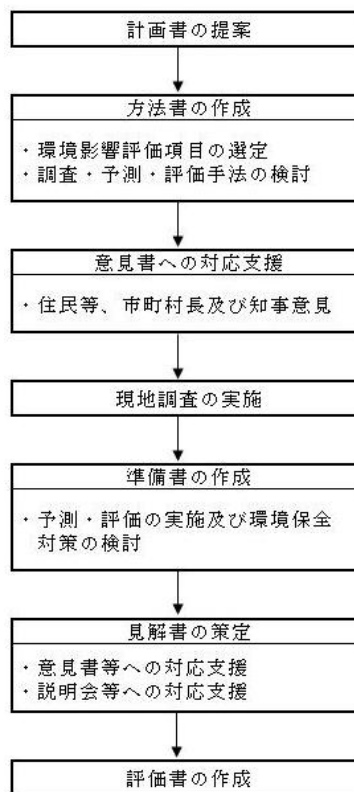 計画書の提案
方法書の作成
・環境影響評価項目の選定
・調査・予測・評価手法の検討
意見書への対応支援
・住民等、市町村長及び知事意見
現地調査の実施
準備書の作成
・予測・評価の実施及び環境保全
対策の検討
見解書の策定
・意見書等への対応支援
・説明会等への対応支援
評価書の作成